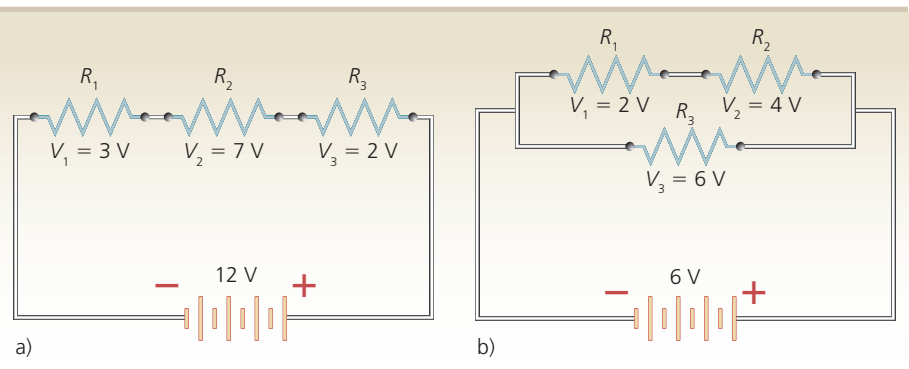 R₁ R₂ R₃
V₁ = 3 V V₂ = 7 V V₃ = 2 V
− 12 V +
a)
R₁ R₂
V₁ = 2 V R₃ V₂ = 4 V
V₃ = 6 V
− 6 V +
b)